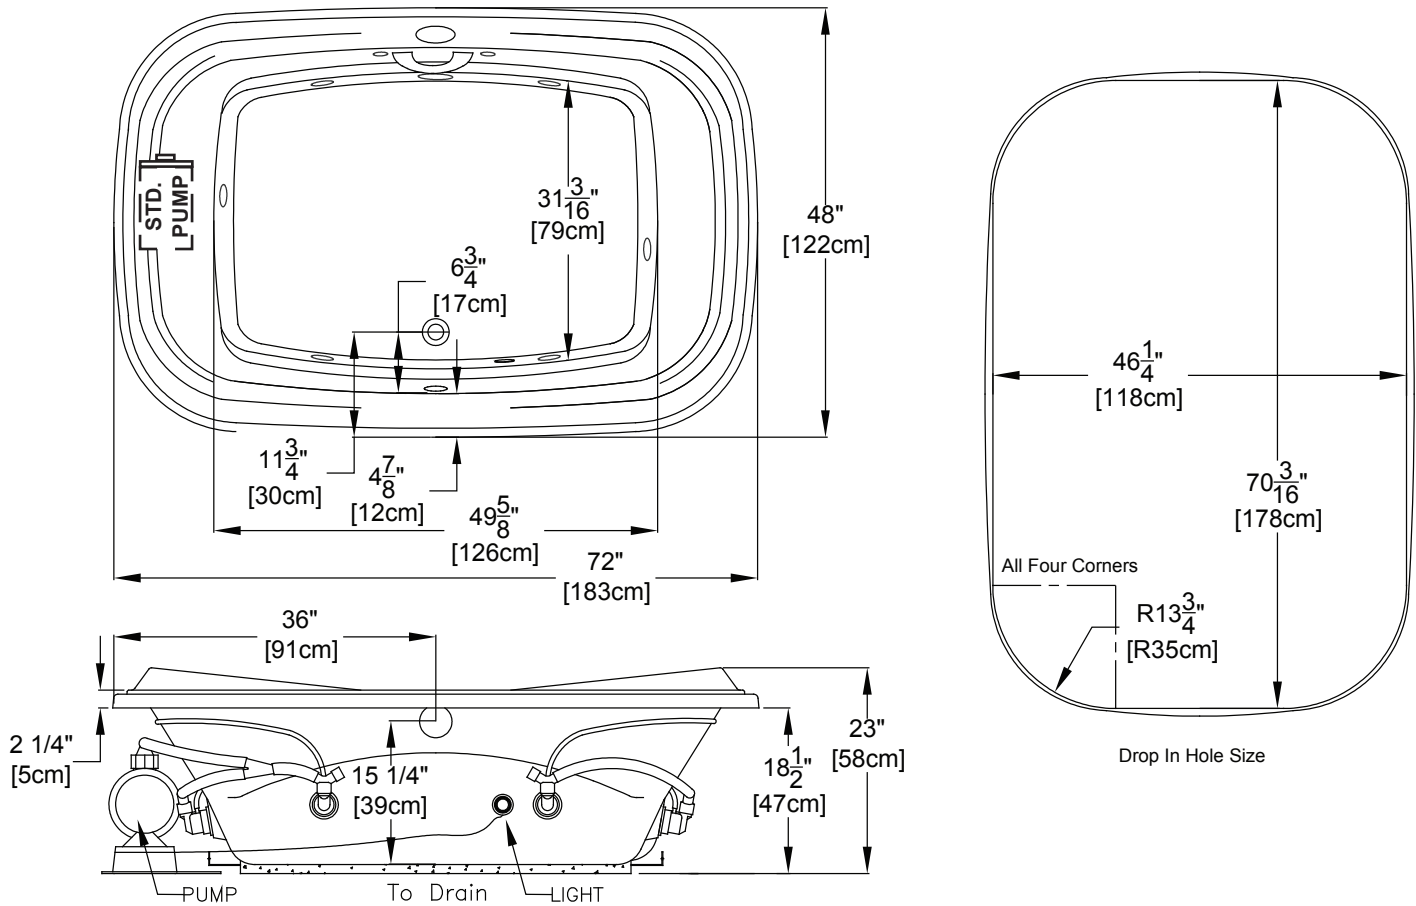 STD.
PUMP
31 3/16"
[79cm]
48"
[122cm]
6 3/4"
[17cm]
11 3/4"
[30cm]
4 7/8"
[12cm]
49 5/8"
[126cm]
72"
[183cm]
46 1/4"
[118cm]
70 3/16"
[178cm]
All Four Corners
R13 3/4"
[R35cm]
Drop In Hole Size
36"
[91cm]
2 1/4"
[5cm]
15 1/4"
[39cm]
18 1/2"
[47cm]
23"
[58cm]
PUMP
To Drain
LIGHT